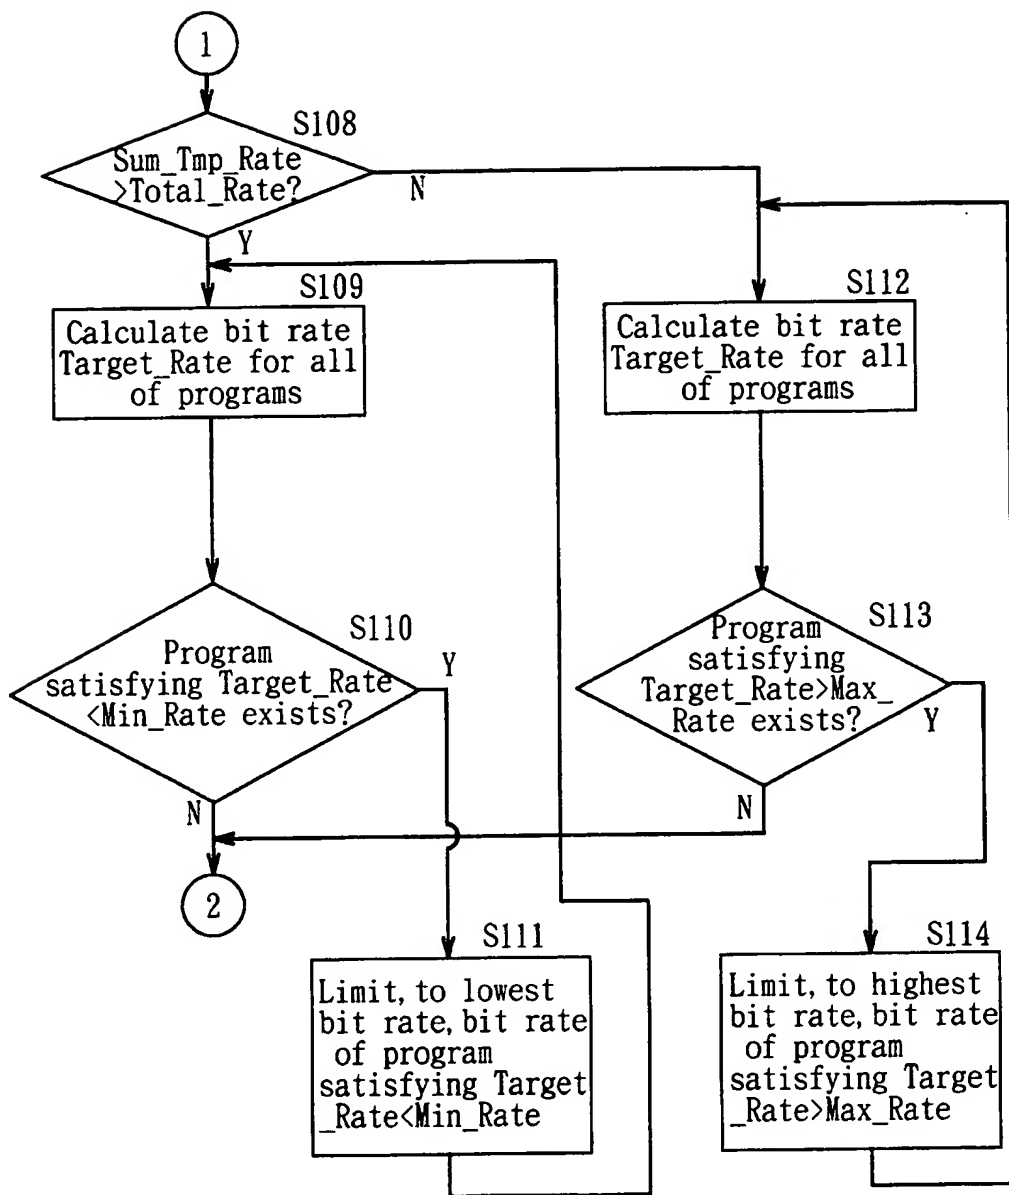 1
S108
Sum_Tmp_Rate
>Total_Rate?
N
Y
S109
Calculate bit rate
Target_Rate for all
of programs
S112
Calculate bit rate
Target_Rate for all
of programs
S110
Program
satisfying Target_Rate
<Min_Rate exists?
Y
N
S113
Program
satisfying
Target_Rate>Max_
Rate exists?
Y
N
2
S111
Limit, to lowest
bit rate, bit rate
of program
satisfying Target
_Rate<Min_Rate
S114
Limit, to highest
bit rate, bit rate
of program
satisfying Target
_Rate>Max_Rate